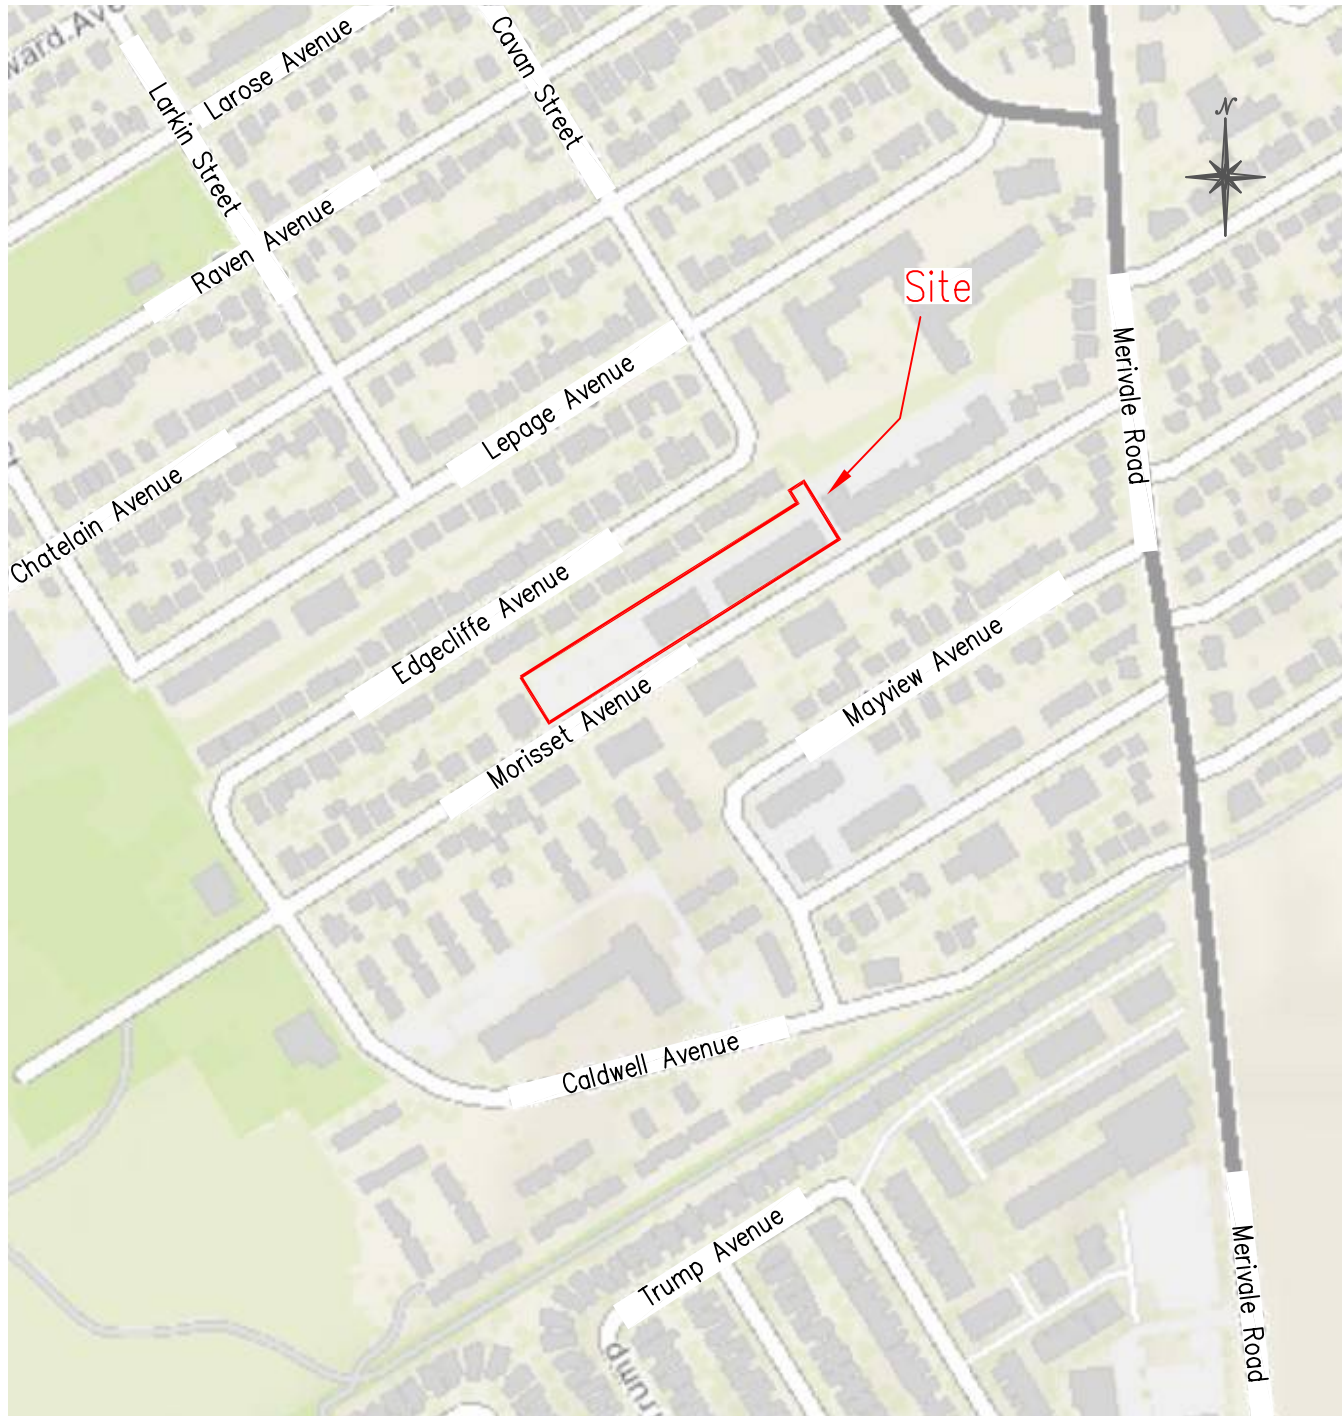 Larose Avenue
Cavan Street
Larkin Street
N
Raven Avenue
Site
Merivale Road
Lepage Avenue
Chatelain Avenue
Edgecliffe Avenue
Mayview Avenue
Morisset Avenue
Caldwell Avenue
Trump Avenue
Merivale Road
Trump